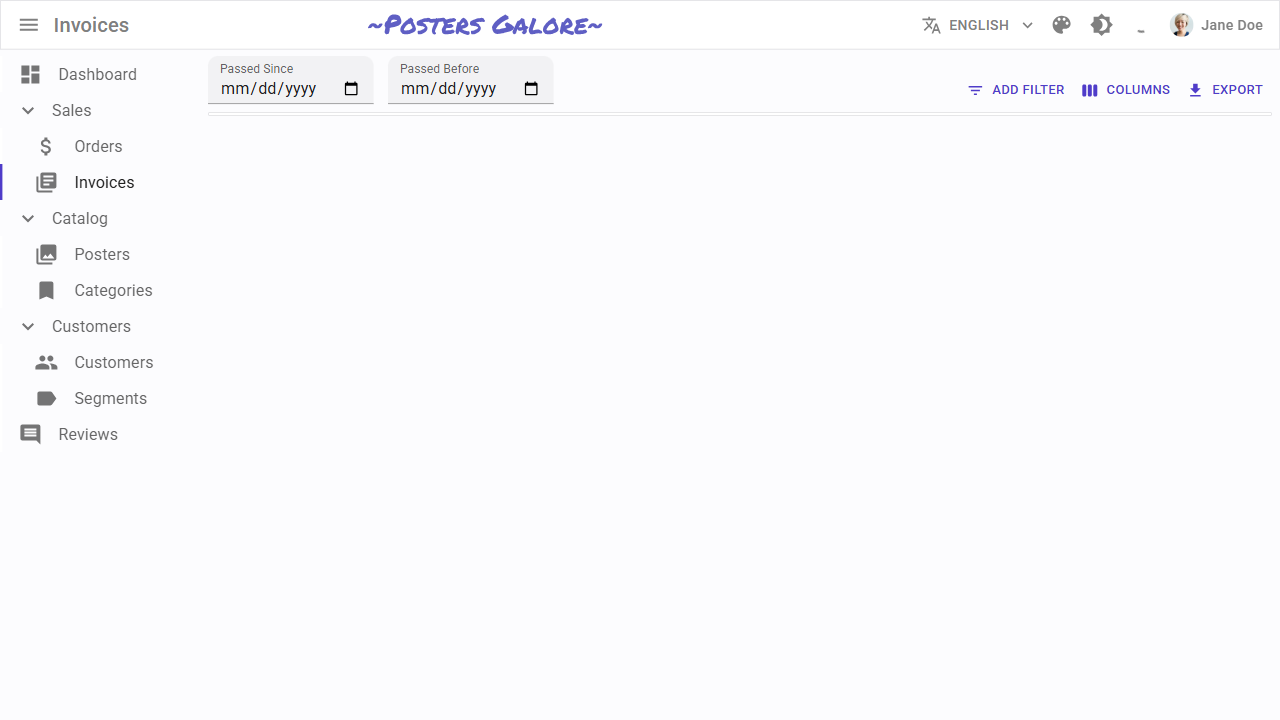 Invoices
~Posters Galore~
ENGLISH
Jane Doe
Dashboard
Sales
Orders
Invoices
Catalog
Posters
Categories
Customers
Customers
Segments
Reviews
Passed Since
mm/dd/yyyy
Passed Before
mm/dd/yyyy
ADD FILTER
COLUMNS
EXPORT